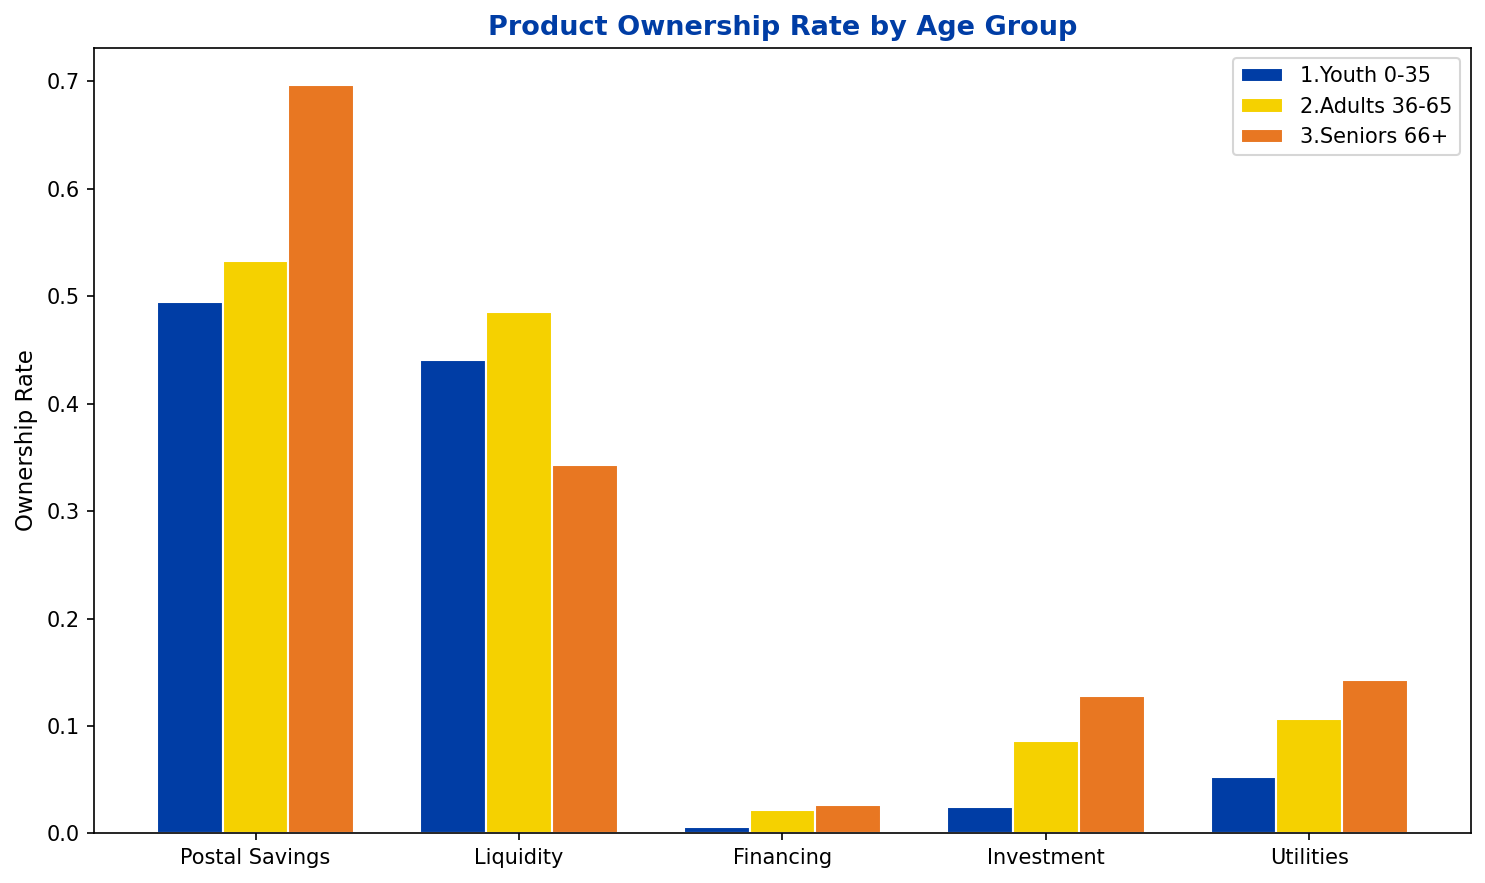 Product Ownership Rate by Age Group
1.Youth 0-35
2.Adults 36-65
3.Seniors 66+
Ownership Rate
0.7
0.6
0.5
0.4
0.3
0.2
0.1
0.0
Postal Savings
Liquidity
Financing
Investment
Utilities